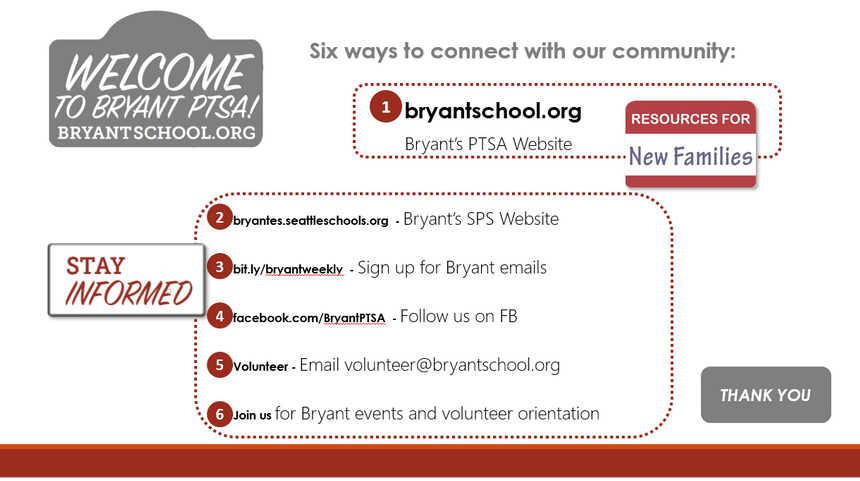 WELCOME
TO BRYANT PTSA!
BRYANTSCHOOL.ORG
Six ways to connect with our community:
1 bryantschool.org
Bryant's PTSA Website
RESOURCES FOR
New Families
STAY
INFORMED
2 bryantes.seattleschools.org - Bryant's SPS Website
3 bit.ly/bryantweekly - Sign up for Bryant emails
4 facebook.com/BryantPTSA - Follow us on FB
5 Volunteer - Email volunteer@bryantschool.org
6 Join us for Bryant events and volunteer orientation
THANK YOU